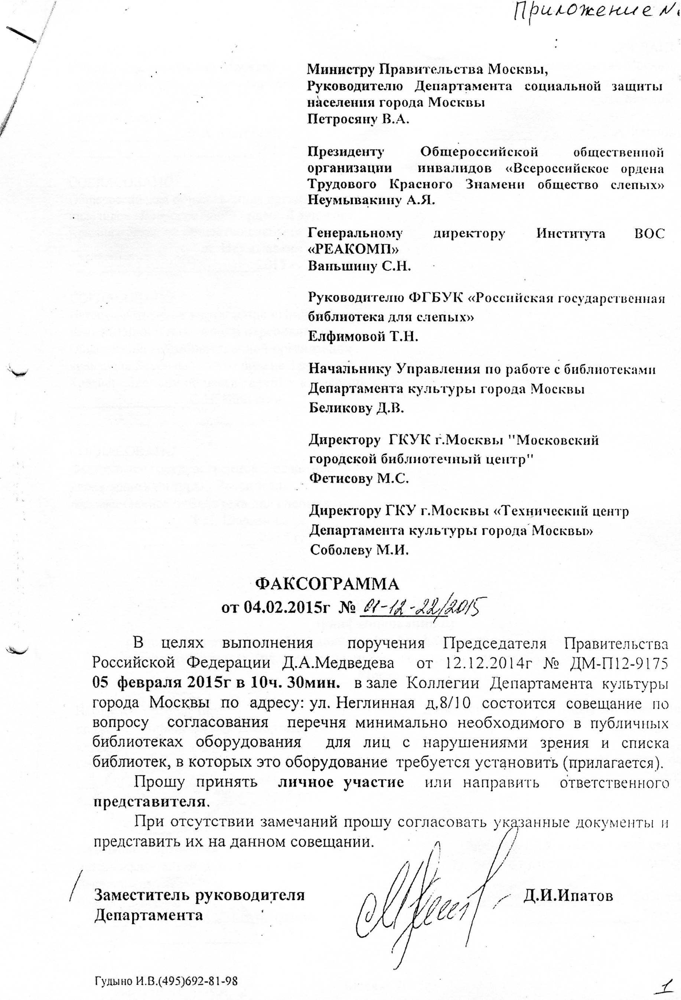 Приложение №
Министру Правительства Москвы,
Руководителю Департамента социальной защиты
населения города Москвы
Петросяну В.А.
Президенту Общероссийской общественной
организации инвалидов «Всероссийское ордена
Трудового Красного Знамени общество слепых»
Неумывакину А.Я.
Генеральному директору Института ВОС
«РЕАКОМП»
Ваньшину С.Н.
Руководителю ФГБУК «Российская государственная
библиотека для слепых»
Елфимовой Т.Н.
Начальнику Управления по работе с библиотеками
Департамента культуры города Москвы
Беликову Д.В.
Директору ГКУК г.Москвы "Московский
городской библиотечный центр"
Фетисову М.С.
Директору ГКУ г.Москвы «Технический центр
Департамента культуры города Москвы»
Соболеву М.И.
ФАКСОГРАММА
от 04.02.2015г № 01-12-22/2015
В целях выполнения поручения Председателя Правительства
Российской Федерации Д.А.Медведева от 12.12.2014г № ДМ-П12-9175
05 февраля 2015г в 10ч. 30мин. в зале Коллегии Департамента культуры
города Москвы по адресу: ул. Неглинная д.8/10 состоится совещание по
вопросу согласования перечня минимально необходимого в публичных
библиотеках оборудования для лиц с нарушениями зрения и списка
библиотек, в которых это оборудование требуется установить (прилагается).
Прошу принять личное участие или направить ответственного
представителя.
При отсутствии замечаний прошу согласовать указанные документы и
представить их на данном совещании.
Заместитель руководителя
Департамента
Д.И.Ипатов
Гудыно И.В.(495)692-81-98
1